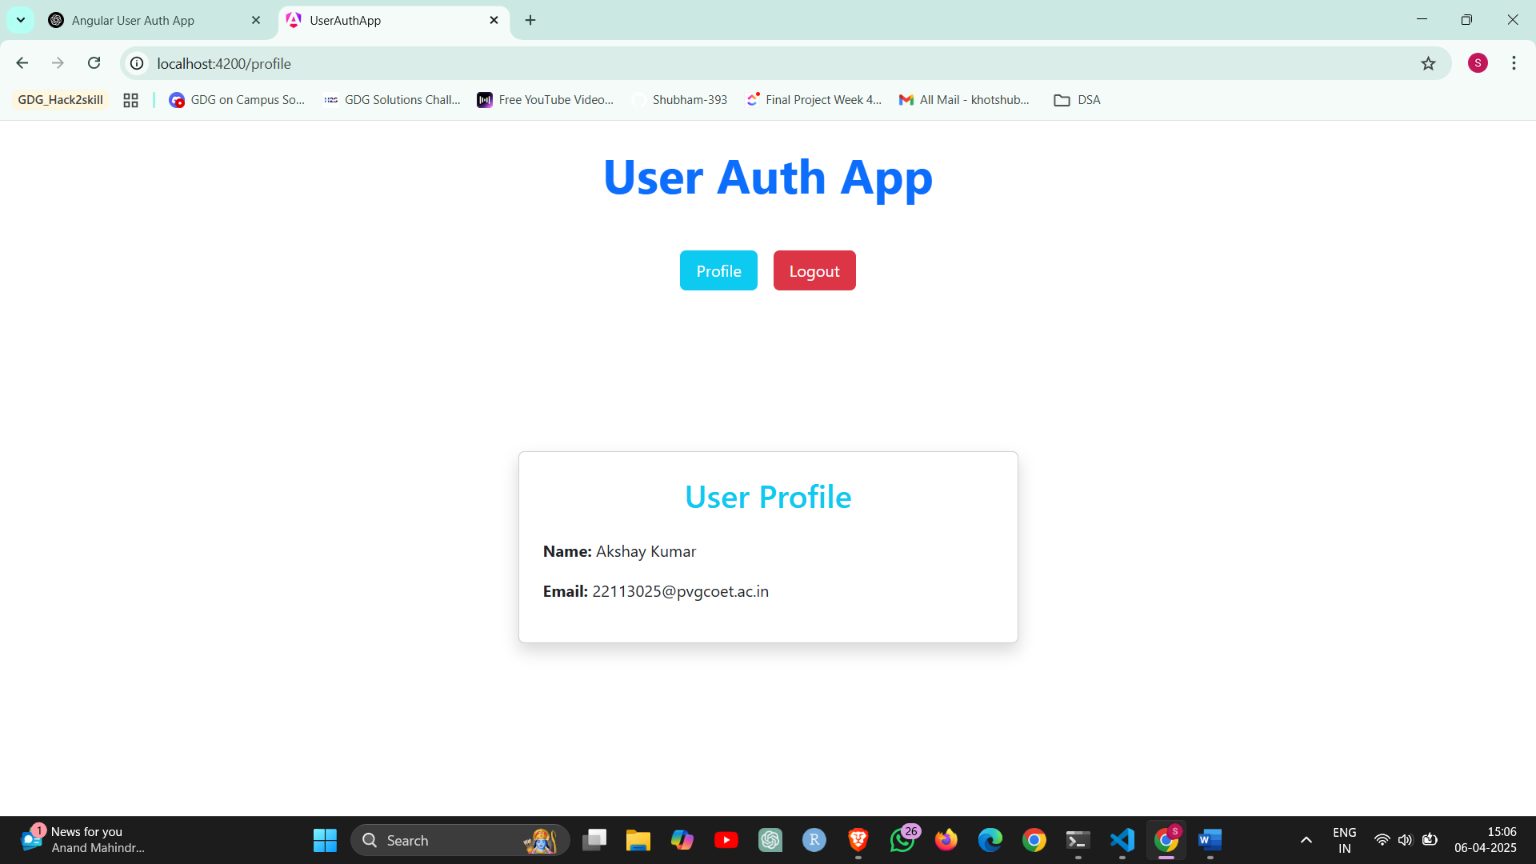 Angular User Auth App
UserAuthApp
localhost:4200/profile
S
GDG_Hack2skill
GDG on Campus So...
GDG Solutions Chall...
Free YouTube Video...
Shubham-393
Final Project Week 4...
All Mail - khotshub...
DSA
User Auth App
Profile
Logout
User Profile
Name: Akshay Kumar
Email: 22113025@pvgcoet.ac.in
1
News for you
Anand Mahindr...
Search
R
26
S
W
ENG
IN
15:06
06-04-2025